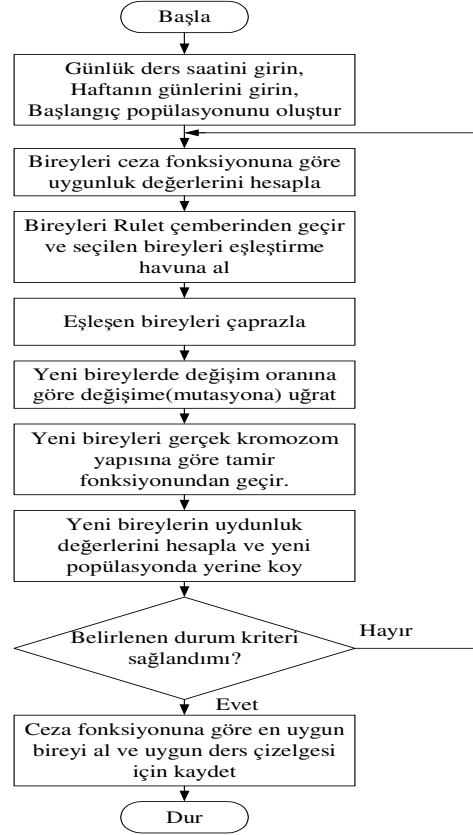 Başla
Günlük ders saatini girin,
Haftanın günlerini girin,
Başlangıç popülasyonunu oluştur
Bireyleri ceza fonksiyonuna göre
uygunluk değerlerini hesapla
Bireyleri Rulet çemberinden geçir
ve seçilen bireyleri eşleştirme
havuna al
Eşleşen bireyleri çaprazla
Yeni bireylerde değişim oranına
göre değişime(mutasyona) uğrat
Yeni bireyleri gerçek kromozom
yapısına göre tamir
fonksiyonundan geçir.
Yeni bireylerin uydunluk
değerlerini hesapla ve yeni
popülasyonda yerine koy
Belirlenen durum kriteri
sağlandımı?
Hayır
Evet
Ceza fonksiyonuna göre en uygun
bireyi al ve uygun ders çizelgesi
için kaydet
Dur